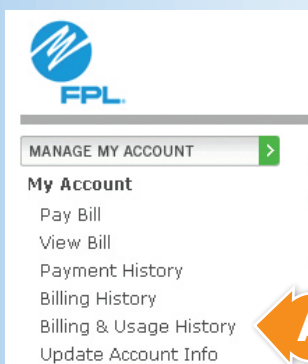 FPL.
MANAGE MY ACCOUNT
My Account
Pay Bill
View Bill
Payment History
Billing History
Billing & Usage History
Update Account Info